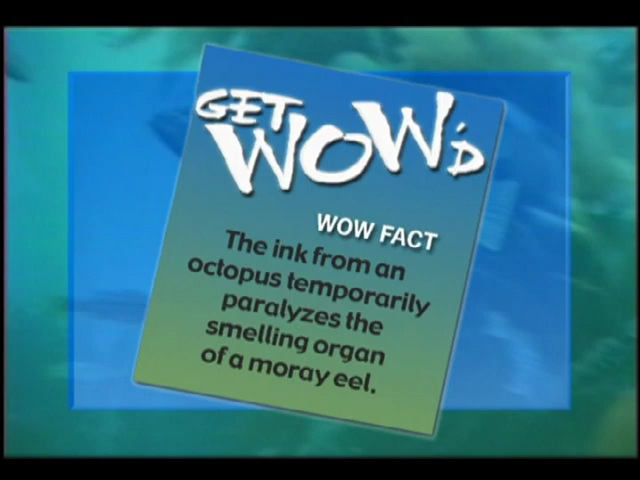 GET
WOW'D
WOW FACT
The ink from an
octopus temporarily
paralyzes the
smelling organ
of a moray eel.